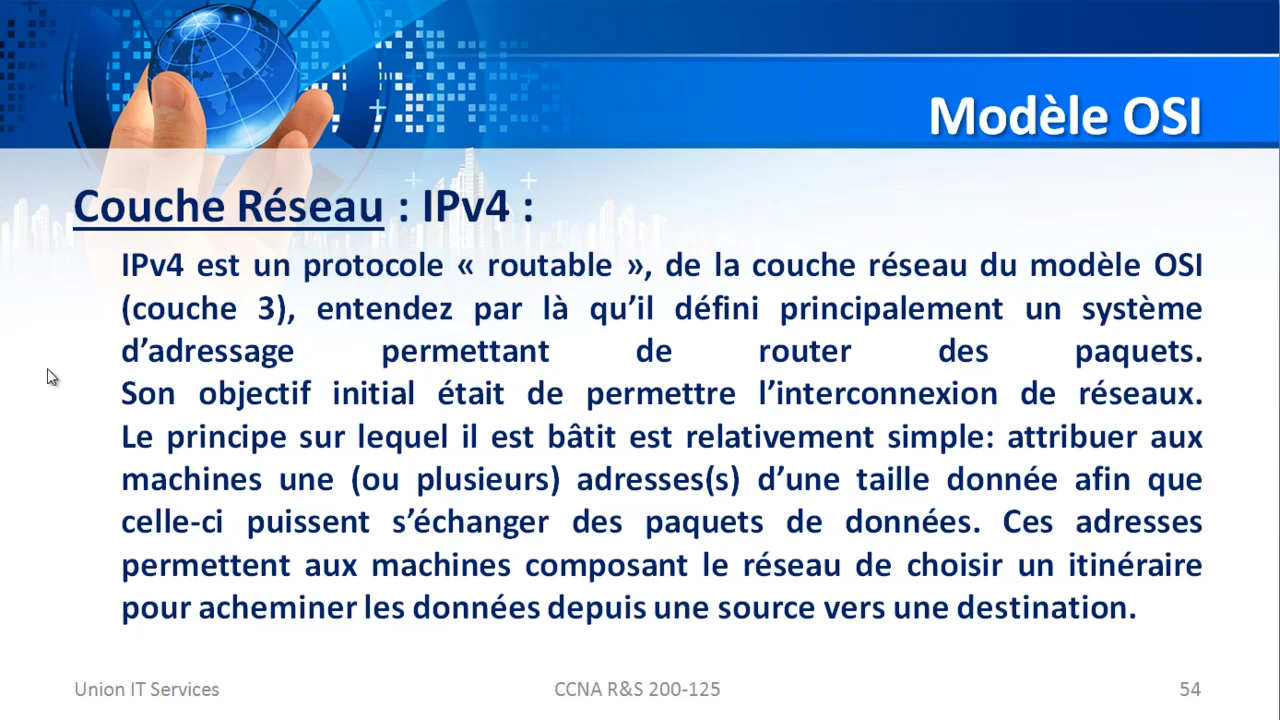 Modèle OSI
Couche Réseau : IPv4 :
IPv4 est un protocole « routable », de la couche réseau du modèle OSI
(couche 3), entendez par là qu’il défini principalement un système
d’adressage permettant de router des paquets.
Son objectif initial était de permettre l’interconnexion de réseaux.
Le principe sur lequel il est bâtit est relativement simple: attribuer aux
machines une (ou plusieurs) adresses(s) d’une taille donnée afin que
celle-ci puissent s’échanger des paquets de données. Ces adresses
permettent aux machines composant le réseau de choisir un itinéraire
pour acheminer les données depuis une source vers une destination.
Union IT Services
CCNA R&S 200-125
54